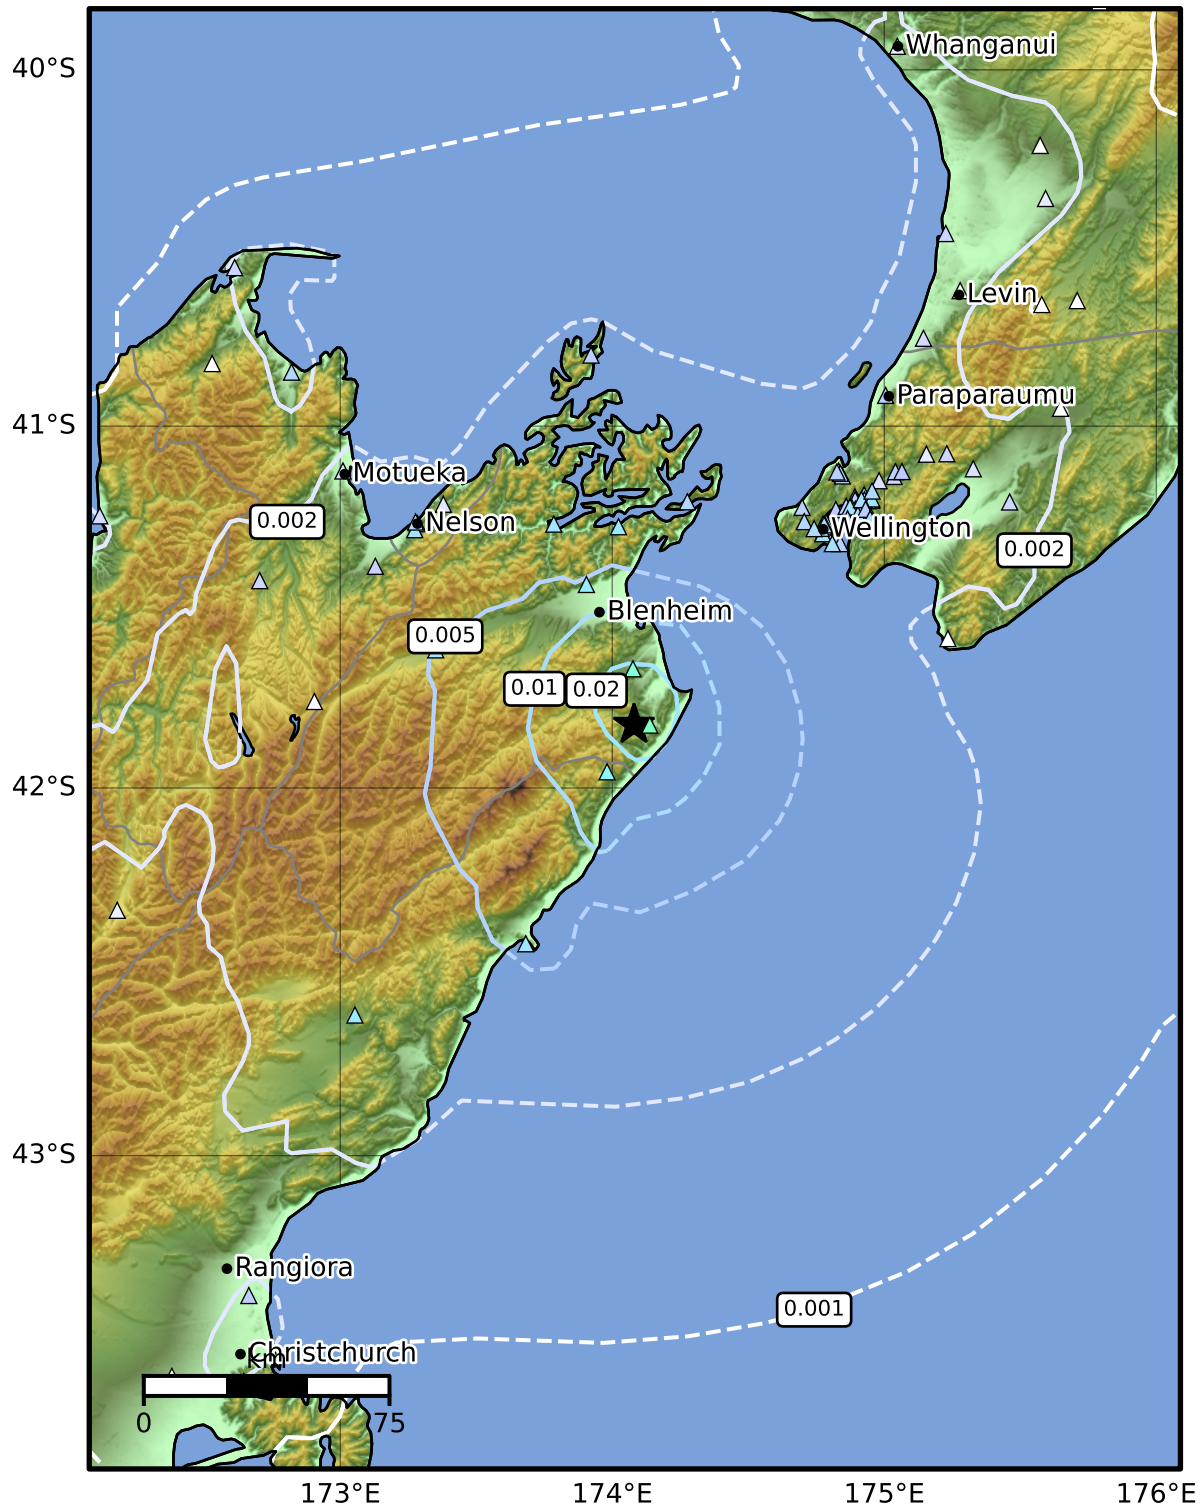 40°S
Whanganui
Levin
Paraparaumu
41°S
Motueka
Nelson
0.002
Wellington
0.002
Blenheim
0.005
0.01
0.02
42°S
43°S
Rangiora
0.001
Christchurch
km
0
75
173°E
174°E
175°E
176°E